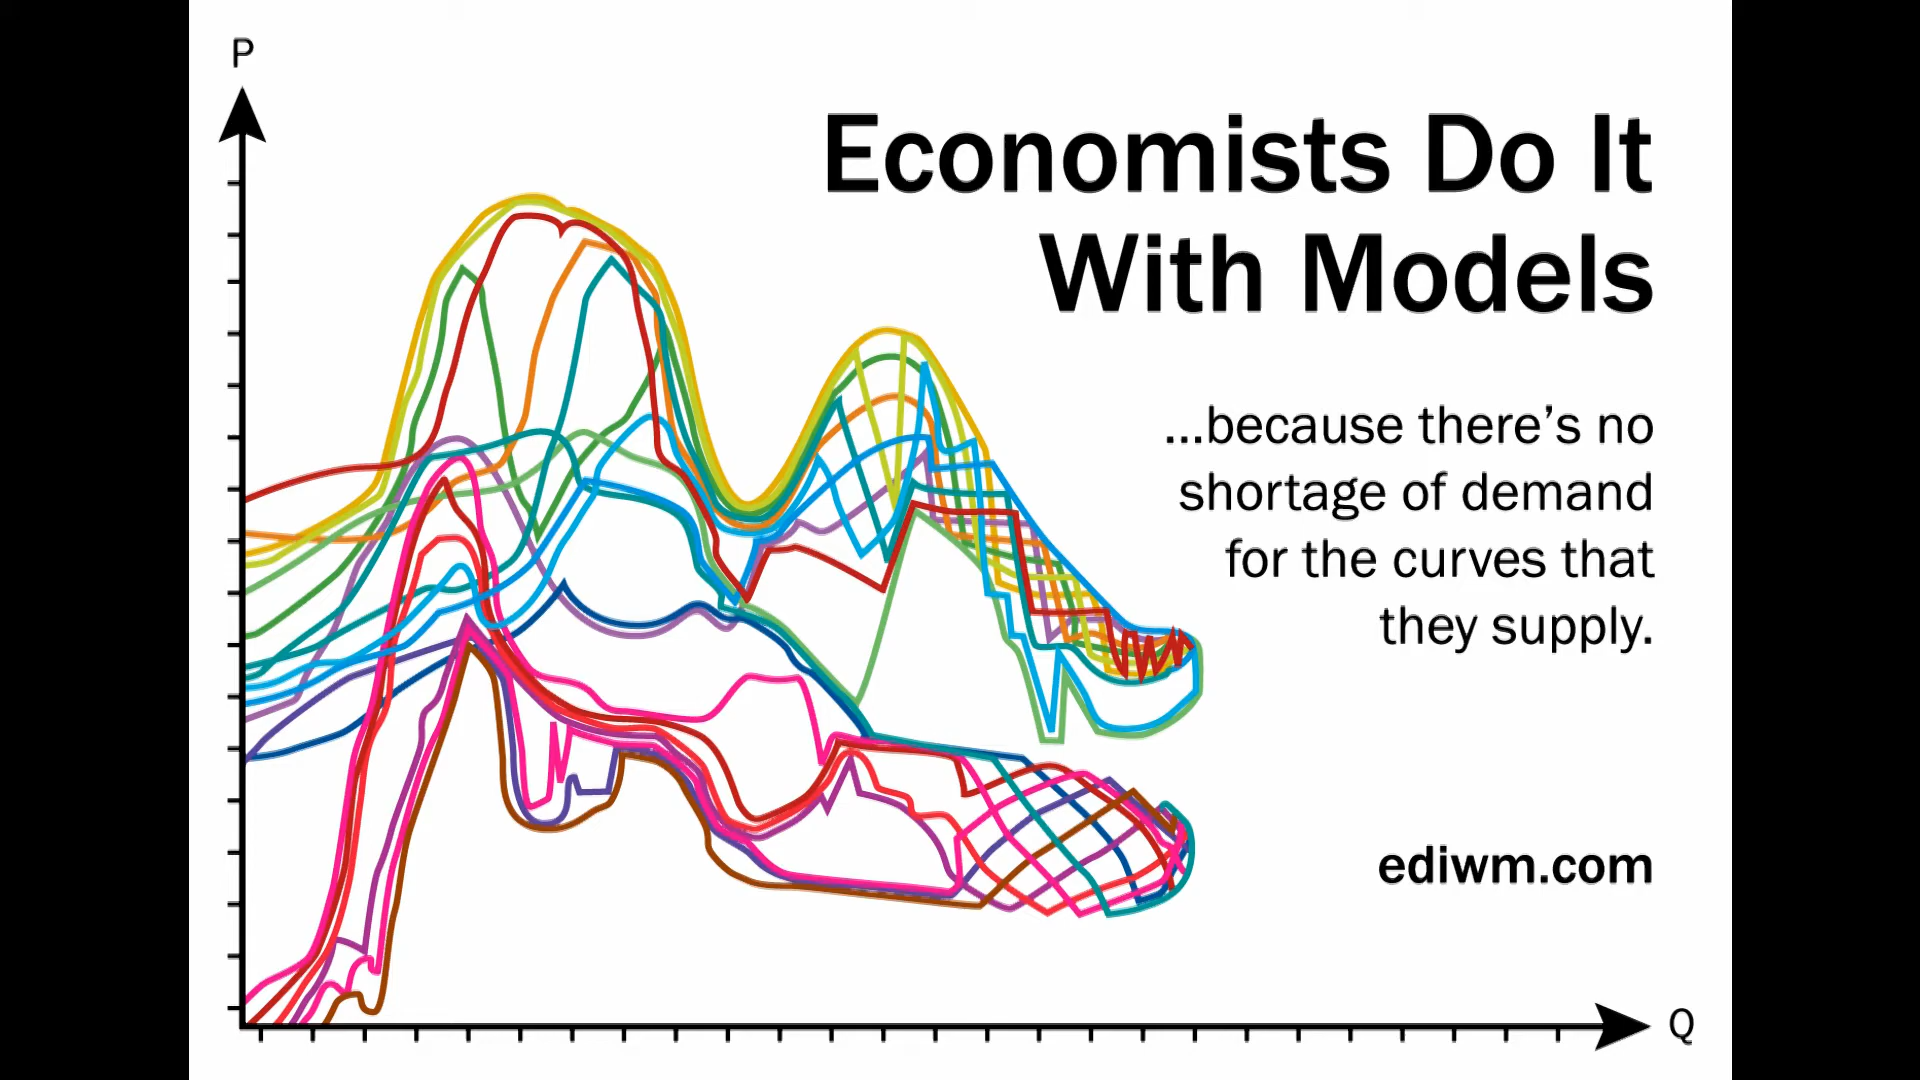 P
Economists Do It
With Models
...because there’s no
shortage of demand
for the curves that
they supply.
ediwm.com
Q